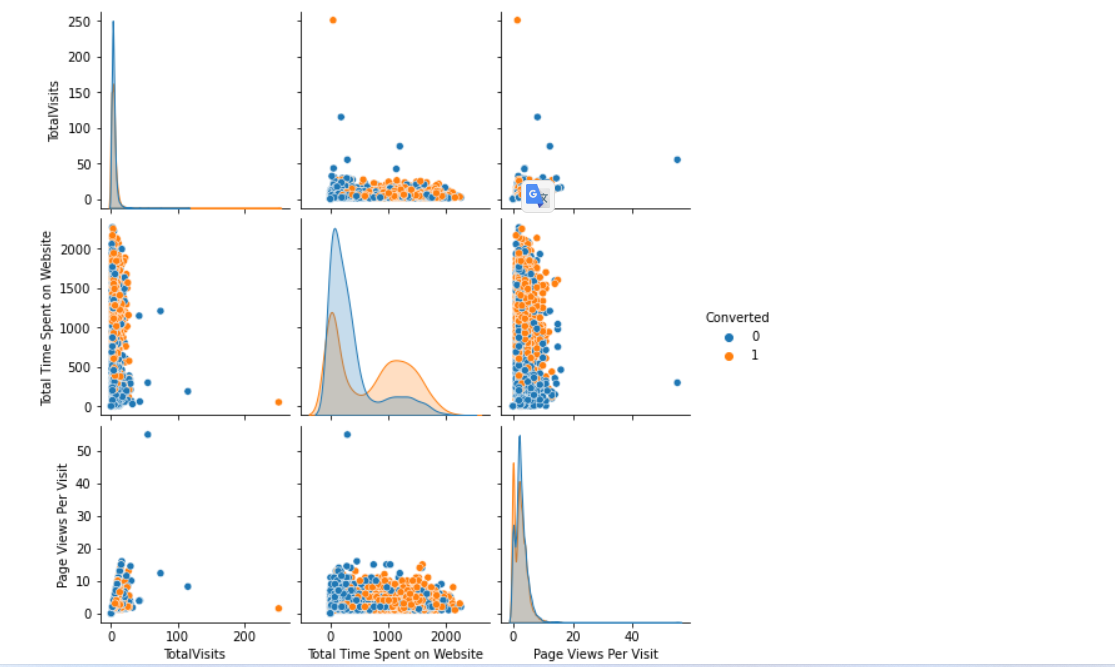 250
200
150
100
50
0
TotalVisits
2000
1500
1000
500
0
Total Time Spent on Website
Converted
0
1
50
40
30
20
10
0
Page Views Per Visit
0 100 200
0 1000 2000
0 20 40
TotalVisits
Total Time Spent on Website
Page Views Per Visit
G